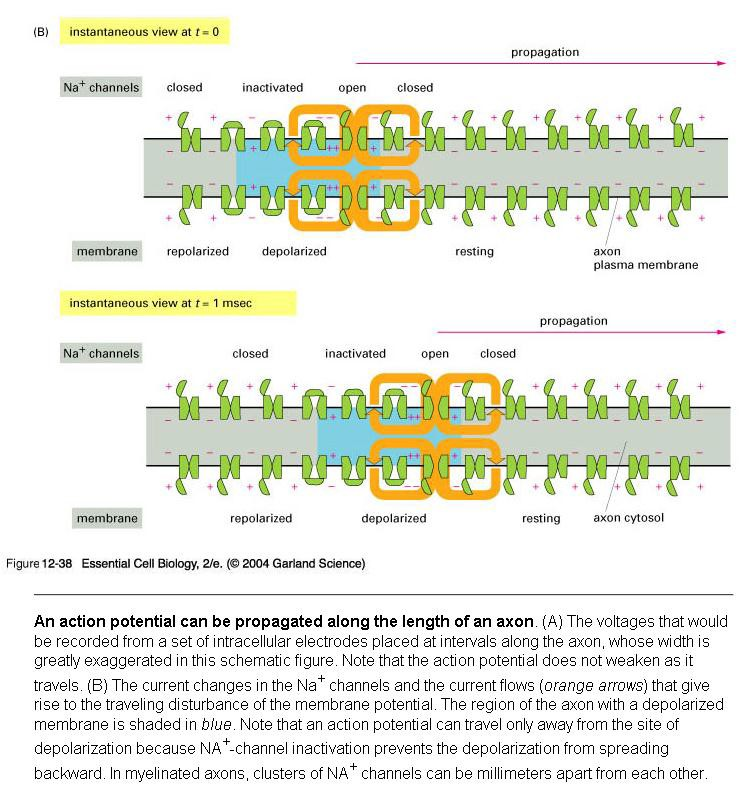 (B) instantaneous view at t = 0
propagation
Na+ channels closed inactivated open closed
membrane repolarized depolarized resting axon
plasma membrane
instantaneous view at t = 1 msec
propagation
Na+ channels closed inactivated open closed
membrane repolarized depolarized resting axon cytosol
Figure 12-38 Essential Cell Biology, 2/e. (© 2004 Garland Science)
An action potential can be propagated along the length of an axon. (A) The voltages that would
be recorded from a set of intracellular electrodes placed at intervals along the axon, whose width is
greatly exaggerated in this schematic figure. Note that the action potential does not weaken as it
travels. (B) The current changes in the Na+ channels and the current flows (orange arrows) that give
rise to the traveling disturbance of the membrane potential. The region of the axon with a depolarized
membrane is shaded in blue. Note that an action potential can travel only away from the site of
depolarization because NA+-channel inactivation prevents the depolarization from spreading
backward. In myelinated axons, clusters of NA+ channels can be millimeters apart from each other.